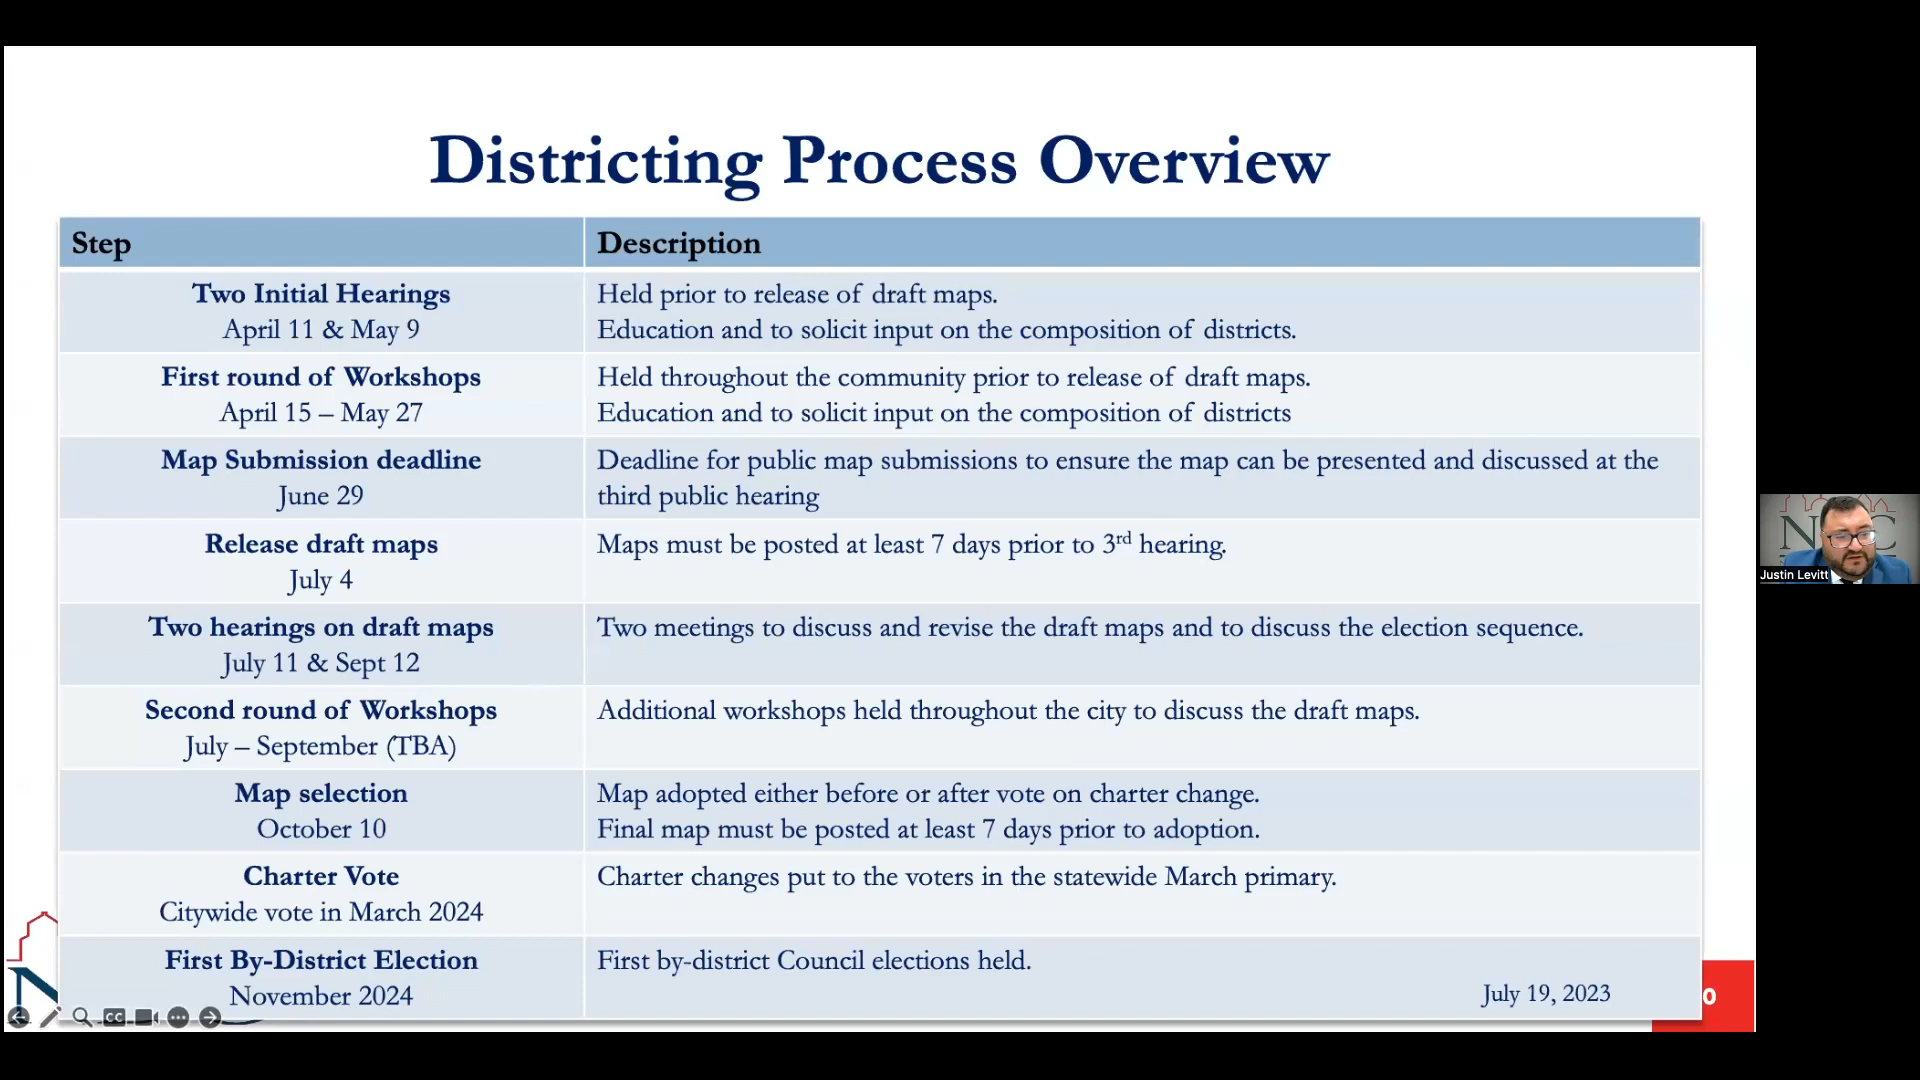 Districting Process Overview
Step
Description
Two Initial Hearings
April 11 & May 9
Held prior to release of draft maps.
Education and to solicit input on the composition of districts.
First round of Workshops
April 15 – May 27
Held throughout the community prior to release of draft maps.
Education and to solicit input on the composition of districts
Map Submission deadline
June 29
Deadline for public map submissions to ensure the map can be presented and discussed at the
third public hearing
Release draft maps
July 4
Maps must be posted at least 7 days prior to 3rd hearing.
Two hearings on draft maps
July 11 & Sept 12
Two meetings to discuss and revise the draft maps and to discuss the election sequence.
Second round of Workshops
July – September (TBA)
Additional workshops held throughout the city to discuss the draft maps.
Map selection
October 10
Map adopted either before or after vote on charter change.
Final map must be posted at least 7 days prior to adoption.
Charter Vote
Citywide vote in March 2024
Charter changes put to the voters in the statewide March primary.
First By-District Election
November 2024
First by-district Council elections held.
July 19, 2023
0
N
CC
N C
Justin Levitt